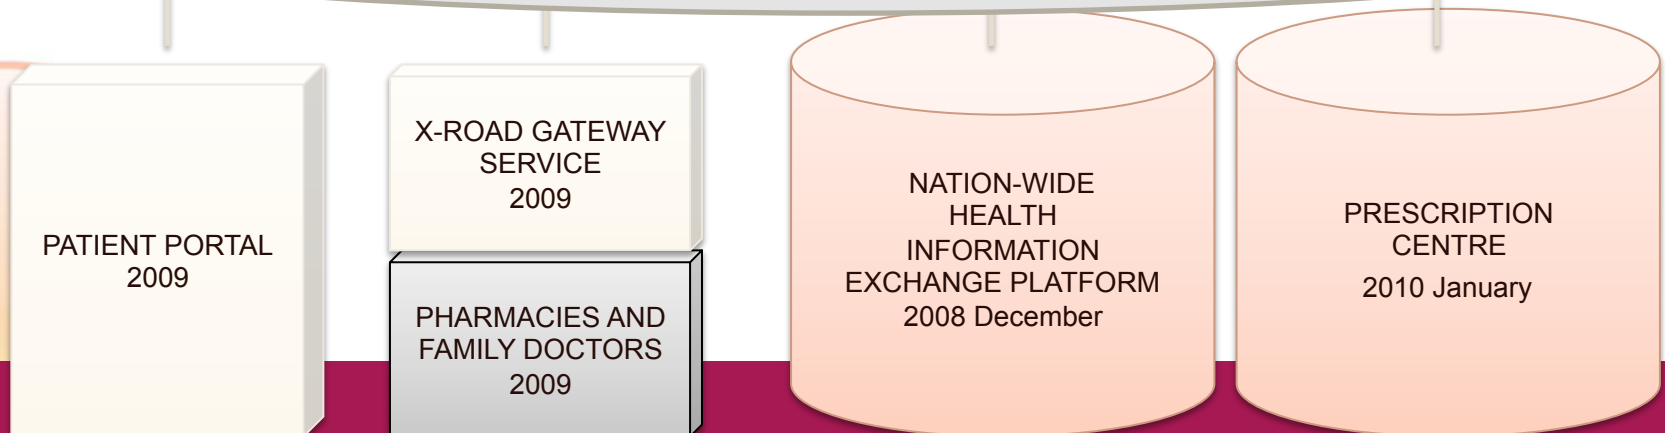 PATIENT PORTAL
2009
X-ROAD GATEWAY
SERVICE
2009
PHARMACIES AND
FAMILY DOCTORS
2009
NATION-WIDE
HEALTH
INFORMATION
EXCHANGE PLATFORM
2008 December
PRESCRIPTION
CENTRE
2010 January